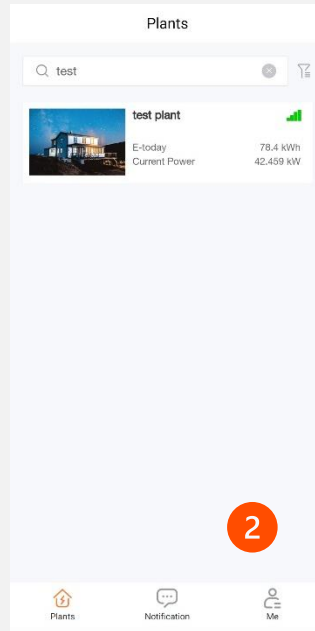 Plants
test
test plant
E-today 78.4 kWh
Current Power 42.459 kW
2
Plants Notification Me